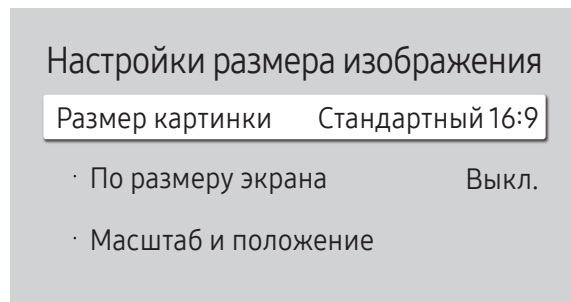 Настройки размера изображения
Размер картинки Стандартный 16:9
· По размеру экрана Выкл.
· Масштаб и положение